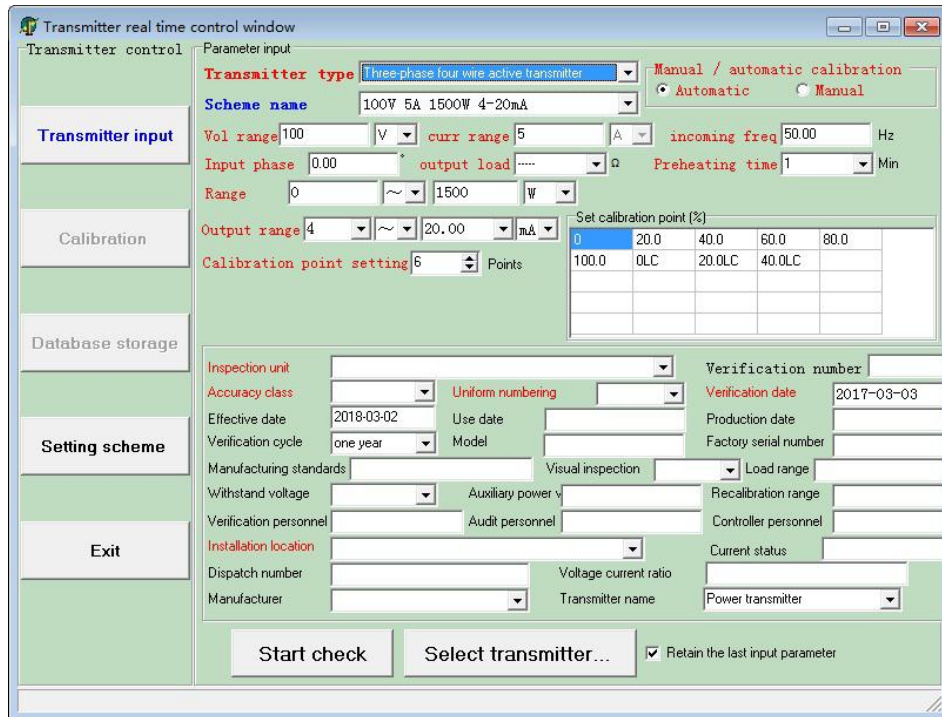 Transmitter real time control window
Transmitter control
Transmitter input
Calibration
Database storage
Setting scheme
Exit
Parameter input
Transmitter type Three-phase four wire active transmitter
Manual / automatic calibration
Automatic Manual
Scheme name 100V 5A 1500W 4-20mA
Vol range 100 V curr range 5 A incoming freq 50.00 Hz
Input phase 0.00 ° output load ----- Ω Preheating time 1 Min
Range 0 ~ 1500 W
Output range 4 ~ 20.00 mA
Calibration point setting 6 Points
Set calibration point (%)
0 20.0 40.0 60.0 80.0
100.0 0LC 20.0LC 40.0LC
Inspection unit Verification number
Accuracy class Uniform numbering Verification date 2017-03-03
Effective date 2018-03-02 Use date Production date
Verification cycle one year Model Factory serial number
Manufacturing standards Visual inspection Load range
Withstand voltage Auxiliary power v Recalibration range
Verification personnel Audit personnel Controller personnel
Installation location Current status
Dispatch number Voltage current ratio
Manufacturer Transmitter name Power transmitter
Start check Select transmitter... Retain the last input parameter